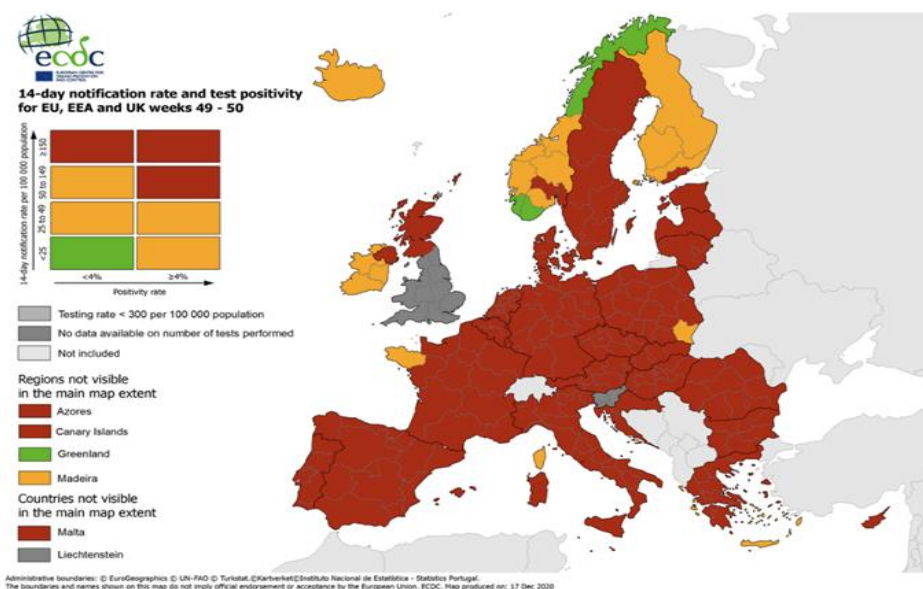 ecdc
EUROPEAN CENTRE FOR
DISEASE PREVENTION
AND CONTROL
14-day notification rate and test positivity
for EU, EEA and UK weeks 49 - 50
14-day notification rate per 100 000 population
≥150
50 to 149
25 to 49
<25
<4%
≥4%
Positivity rate
Testing rate < 300 per 100 000 population
No data available on number of tests performed
Not included
Regions not visible
in the main map extent
Azores
Canary Islands
Greenland
Madeira
Countries not visible
in the main map extent
Malta
Liechtenstein
Administrative boundaries: © EuroGeographics © UN-FAO © Turkstat.©Kartverket©Instituto Nacional de Estatística - Statistics Portugal.
The boundaries and names shown on this map do not imply official endorsement or acceptance by the European Union. ECDC. Map produced on: 17 Dec 2020